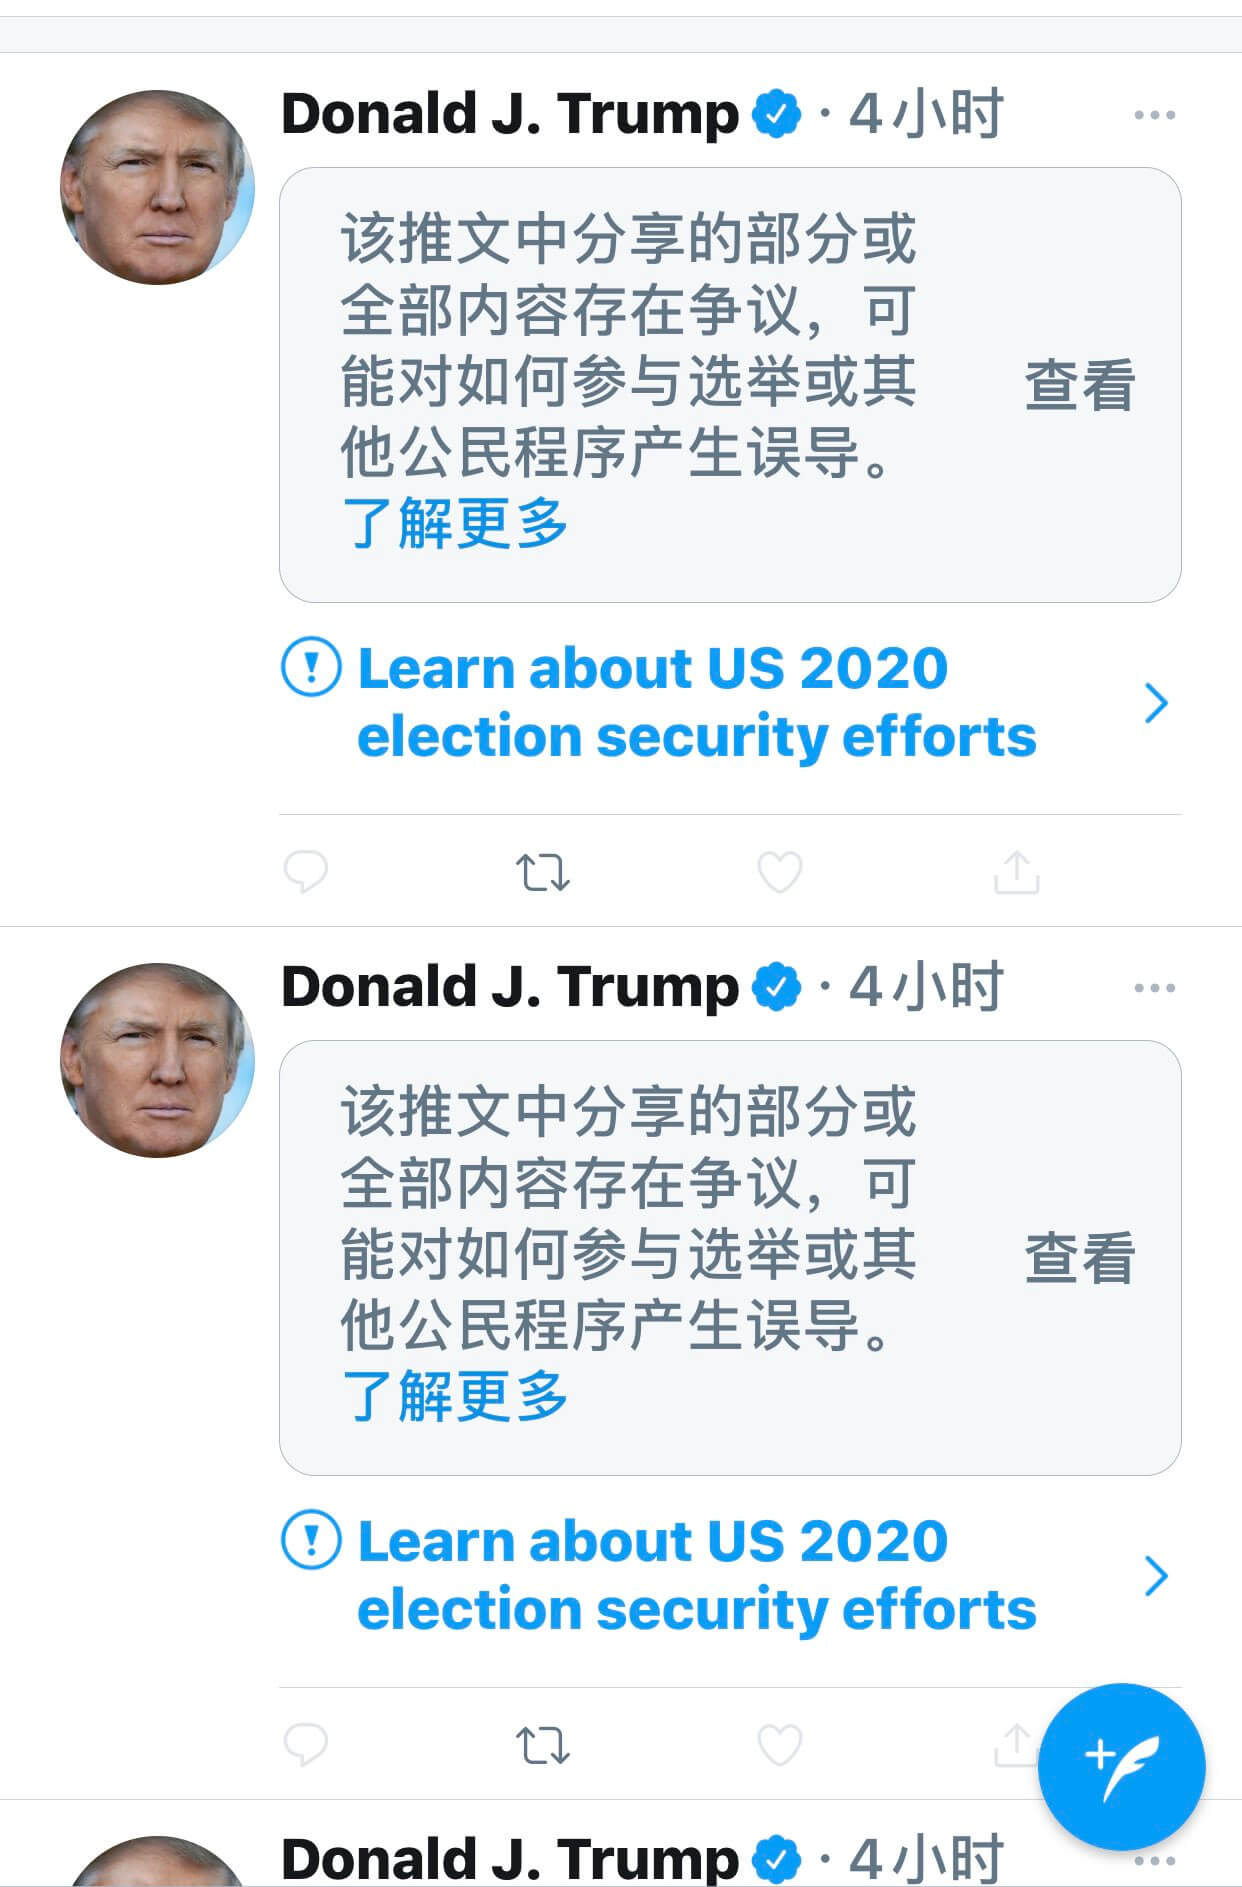 Donald J. Trump · 4小时
该推文中分享的部分或
全部内容存在争议，可
能对如何参与选举或其
他公民程序产生误导。
了解更多
查看
Learn about US 2020
election security efforts
Donald J. Trump · 4小时
该推文中分享的部分或
全部内容存在争议，可
能对如何参与选举或其
他公民程序产生误导。
了解更多
查看
Learn about US 2020
election security efforts
Donald J. Trump · 4小时